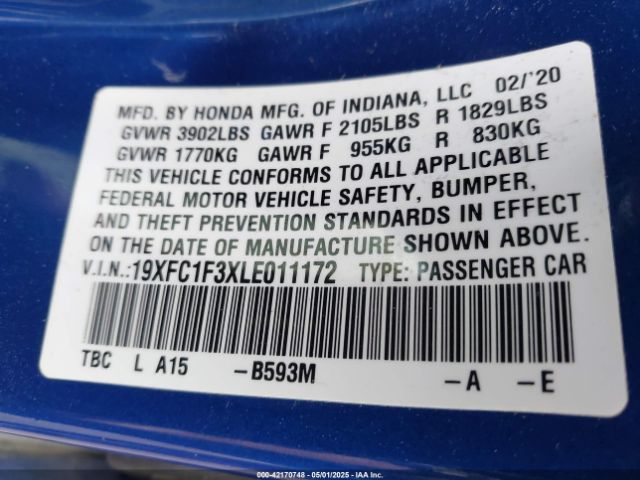 MFD. BY HONDA MFG. OF INDIANA, LLC 02/'20
GVWR 3902LBS GAWR F 2105LBS R 1829LBS
GVWR 1770KG GAWR F 955KG R 830KG
THIS VEHICLE CONFORMS TO ALL APPLICABLE
FEDERAL MOTOR VEHICLE SAFETY, BUMPER,
AND THEFT PREVENTION STANDARDS IN EFFECT
ON THE DATE OF MANUFACTURE SHOWN ABOVE.
V.I.N.:19XFC1F3XLE011172 TYPE: PASSENGER CAR
TBC L A15 -B593M -A -E
000-42170748 - 05/01/2025 - IAA Inc.